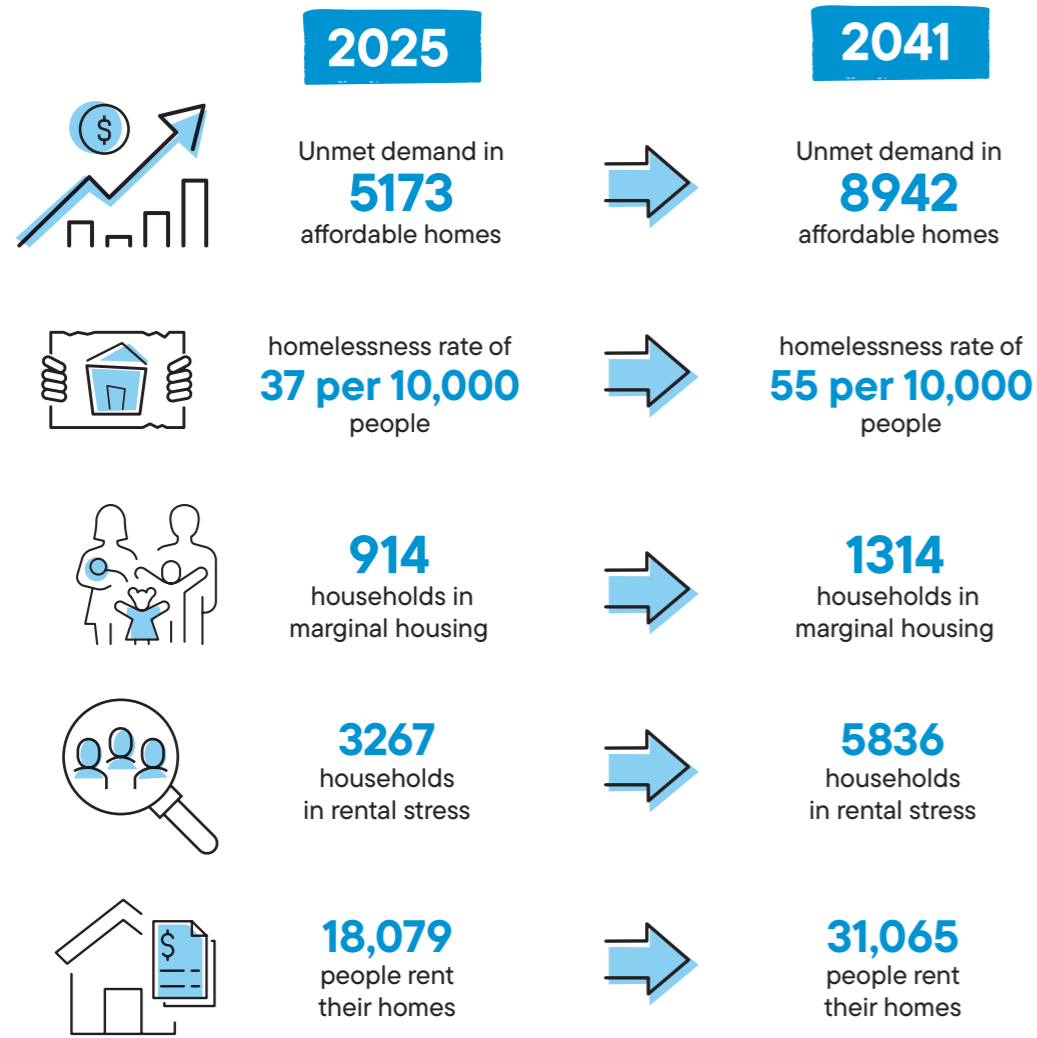 2025
2041
$
Unmet demand in
5173
affordable homes
Unmet demand in
8942
affordable homes
homelessness rate of
37 per 10,000
people
homelessness rate of
55 per 10,000
people
914
households in
marginal housing
1314
households in
marginal housing
3267
households
in rental stress
5836
households
in rental stress
$
18,079
people rent
their homes
31,065
people rent
their homes